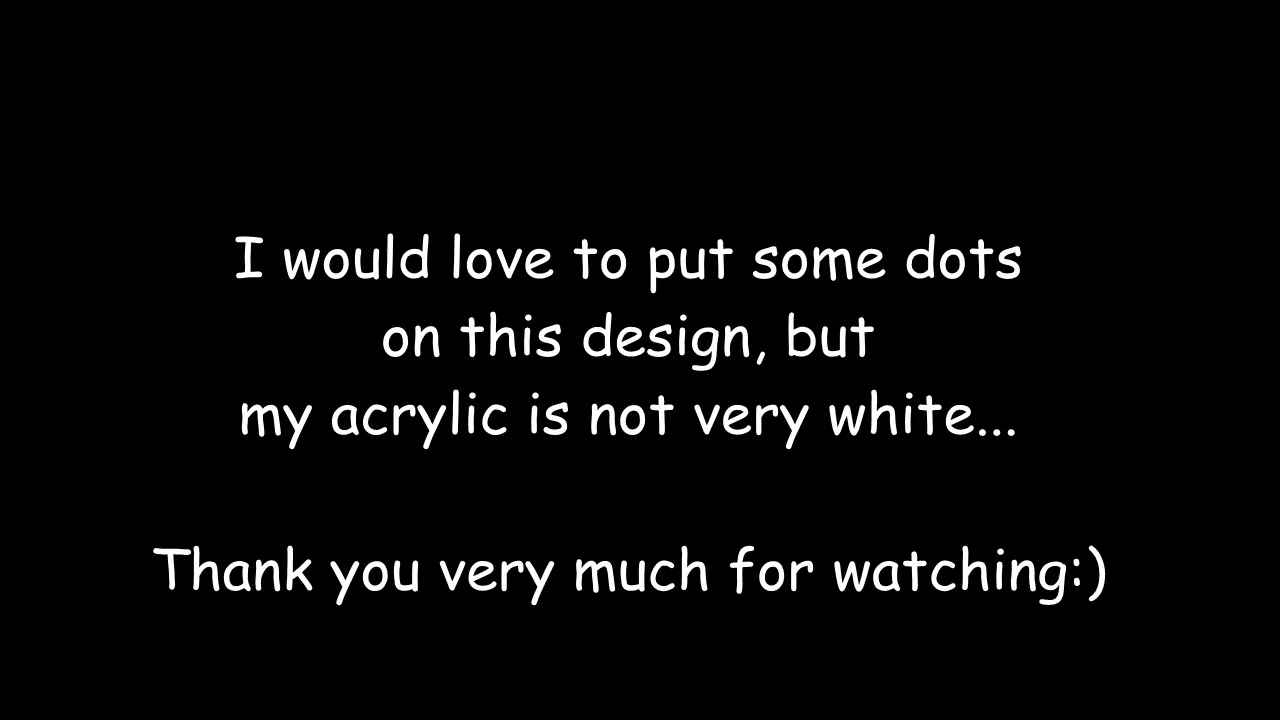 I would love to put some dots
on this design, but
my acrylic is not very white...
Thank you very much for watching:)